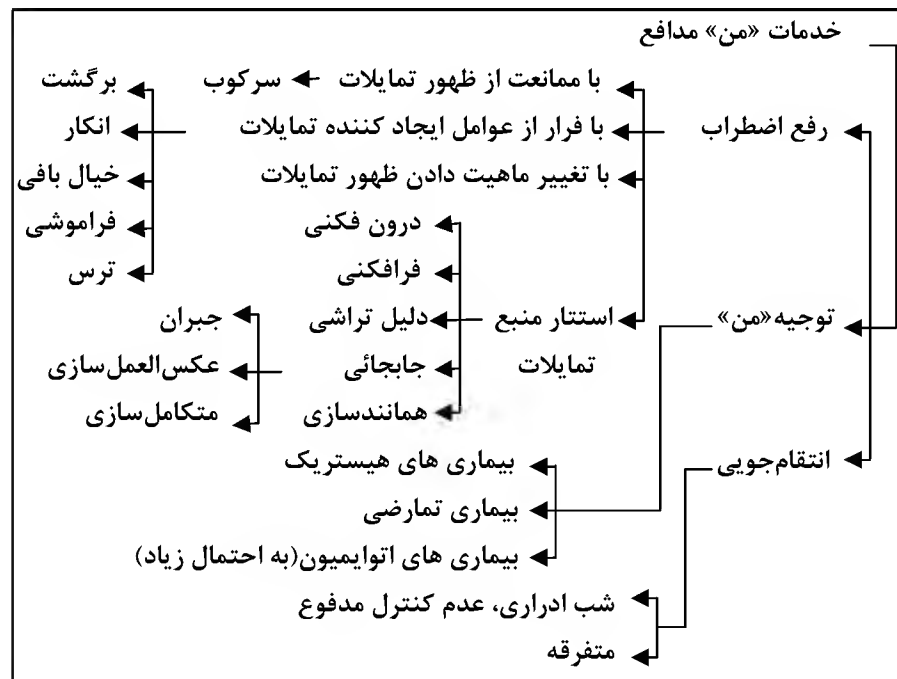 خدمات «من» مدافع
با ممانعت از ظهور تمایلات سرکوب برگشت
رفع اضطراب با فرار از عوامل ایجاد کننده تمایلات انکار
با تغییر ماهیت دادن ظهور تمایلات خیال بافی
درون فکنی فراموشی
فرافکنی ترس
توجیه«من» استتار منبع دلیل تراشی جبران
تمایلات جابجائی عکس‌العمل‌سازی
همانندسازی متکامل‌سازی
انتقام‌جویی بیماری های هیستریک
بیماری تمارضی
بیماری های اتوایمیون(به احتمال زیاد)
شب ادراری، عدم کنترل مدفوع
متفرقه